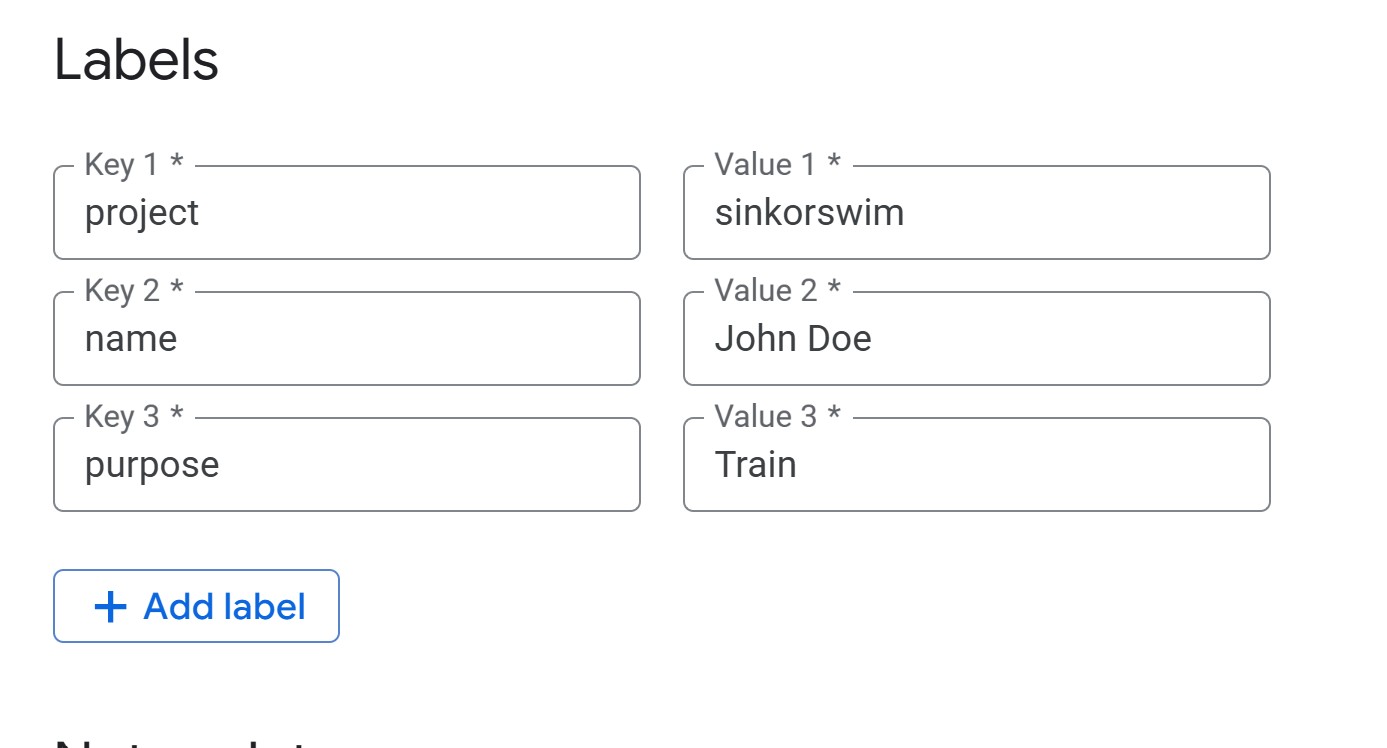 Labels
Key 1 *
Value 1 *
project
sinkorswim
Key 2 *
Value 2 *
name
John Doe
Key 3 *
Value 3 *
purpose
Train
+ Add label